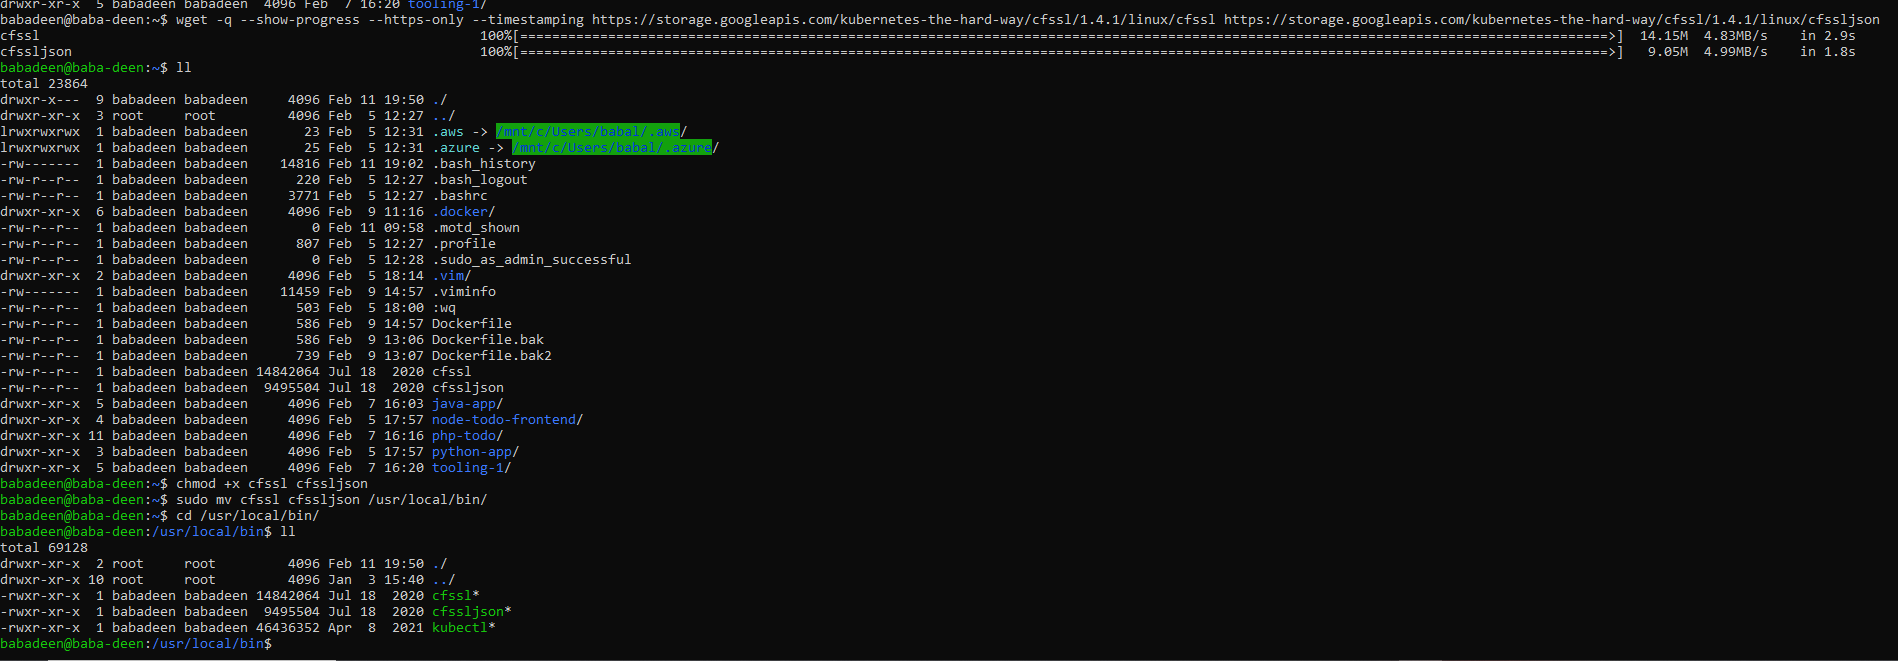 drwxr-xr-x  5 babadeen babadeen  4096 Feb  7 16:20 tooling-1/
babadeen@baba-deen:~$ wget -q --show-progress --https-only --timestamping https://storage.googleapis.com/kubernetes-the-hard-way/cfssl/1.4.1/linux/cfssl https://storage.googleapis.com/kubernetes-the-hard-way/cfssl/1.4.1/linux/cfssljson
cfssl 100%[========================================>] 14.15M 4.83MB/s in 2.9s
cfssljson 100%[========================================>] 9.05M 4.99MB/s in 1.8s
babadeen@baba-deen:~$ ll
total 23864
drwxr-x---  9 babadeen babadeen     4096 Feb 11 19:50 ./
drwxr-xr-x  3 root     root         4096 Feb  5 12:27 ../
lrwxrwxrwx  1 babadeen babadeen       23 Feb  5 12:31 .aws -> /mnt/c/Users/babal/.aws/
lrwxrwxrwx  1 babadeen babadeen       25 Feb  5 12:31 .azure -> /mnt/c/Users/babal/.azure/
-rw-------  1 babadeen babadeen    14816 Feb 11 19:02 .bash_history
-rw-r--r--  1 babadeen babadeen      220 Feb  5 12:27 .bash_logout
-rw-r--r--  1 babadeen babadeen     3771 Feb  5 12:27 .bashrc
drwxr-xr-x  6 babadeen babadeen     4096 Feb  9 11:16 .docker/
-rw-r--r--  1 babadeen babadeen        0 Feb 11 09:58 .motd_shown
-rw-r--r--  1 babadeen babadeen      807 Feb  5 12:27 .profile
-rw-r--r--  1 babadeen babadeen        0 Feb  5 12:28 .sudo_as_admin_successful
drwxr-xr-x  2 babadeen babadeen     4096 Feb  5 18:14 .vim/
-rw-------  1 babadeen babadeen    11459 Feb  9 14:57 .viminfo
-rw-r--r--  1 babadeen babadeen      503 Feb  5 18:00 :wq
-rw-r--r--  1 babadeen babadeen      586 Feb  9 14:57 Dockerfile
-rw-r--r--  1 babadeen babadeen      586 Feb  9 13:06 Dockerfile.bak
-rw-r--r--  1 babadeen babadeen      739 Feb  9 13:07 Dockerfile.bak2
-rw-r--r--  1 babadeen babadeen 14842064 Jul 18  2020 cfssl
-rw-r--r--  1 babadeen babadeen  9495504 Jul 18  2020 cfssljson
drwxr-xr-x  5 babadeen babadeen     4096 Feb  7 16:03 java-app/
drwxr-xr-x  4 babadeen babadeen     4096 Feb  5 17:57 node-todo-frontend/
drwxr-xr-x 11 babadeen babadeen     4096 Feb  7 16:16 php-todo/
drwxr-xr-x  3 babadeen babadeen     4096 Feb  5 17:57 python-app/
drwxr-xr-x  5 babadeen babadeen     4096 Feb  7 16:20 tooling-1/
babadeen@baba-deen:~$ chmod +x cfssl cfssljson
babadeen@baba-deen:~$ sudo mv cfssl cfssljson /usr/local/bin/
babadeen@baba-deen:~$ cd /usr/local/bin/
babadeen@baba-deen:/usr/local/bin$ ll
total 69128
drwxr-xr-x  2 root     root         4096 Feb 11 19:50 ./
drwxr-xr-x 10 root     root         4096 Jan  3 15:40 ../
-rwxr-xr-x  1 babadeen babadeen 14842064 Jul 18  2020 cfssl*
-rwxr-xr-x  1 babadeen babadeen  9495504 Jul 18  2020 cfssljson*
-rwxr-xr-x  1 babadeen babadeen 46436352 Apr  8  2021 kubectl*
babadeen@baba-deen:/usr/local/bin$